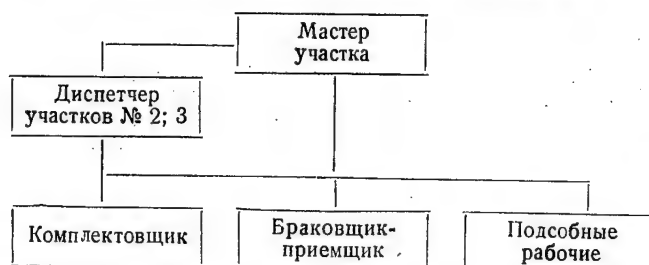 Мастер
участка
Диспетчер
участков № 2; 3
Комплектовщик
Браковщик-
приемщик
Подсобные
рабочие